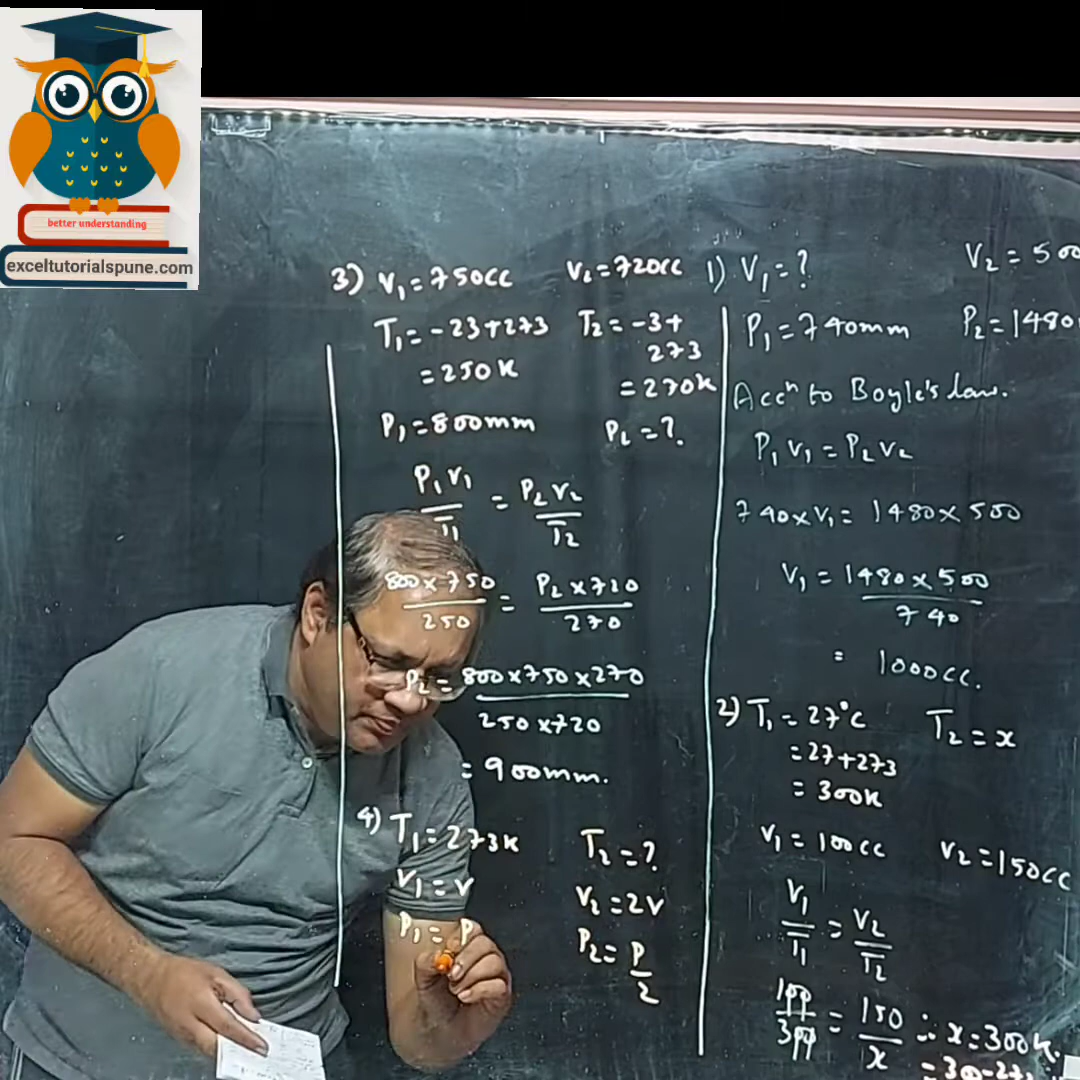 better understanding
exceltutorialspune.com
3) V₁ = 750cc V₂ = 720cc
T₁ = -23+273 T₂ = -3+
273
= 250K = 270K
P₁ = 800mm P₂ = ?.
P₁V₁/T₁ = P₂V₂/T₂
800×750/250 = P₂×720/270
P₂ = 800×750×270/250×720
= 900mm.
4) T₁ = 273K T₂ = ?
V₁ = V V₂ = 2V
P₁ = P P₂ = P/2
1) V₁ = ? V₂ = 500
P₁ = 740mm P₂ = 1480
Accⁿ to Boyle's law.
P₁V₁ = P₂V₂
740×V₁ = 1480×500
V₁ = 1480×500/740
= 1000cc.
2) T₁ = 27°C T₂ = x
= 27+273
= 300K
V₁ = 100cc V₂ = 150cc
V₁/T₁ = V₂/T₂
100/300 = 150/x ∴ x = 300K.